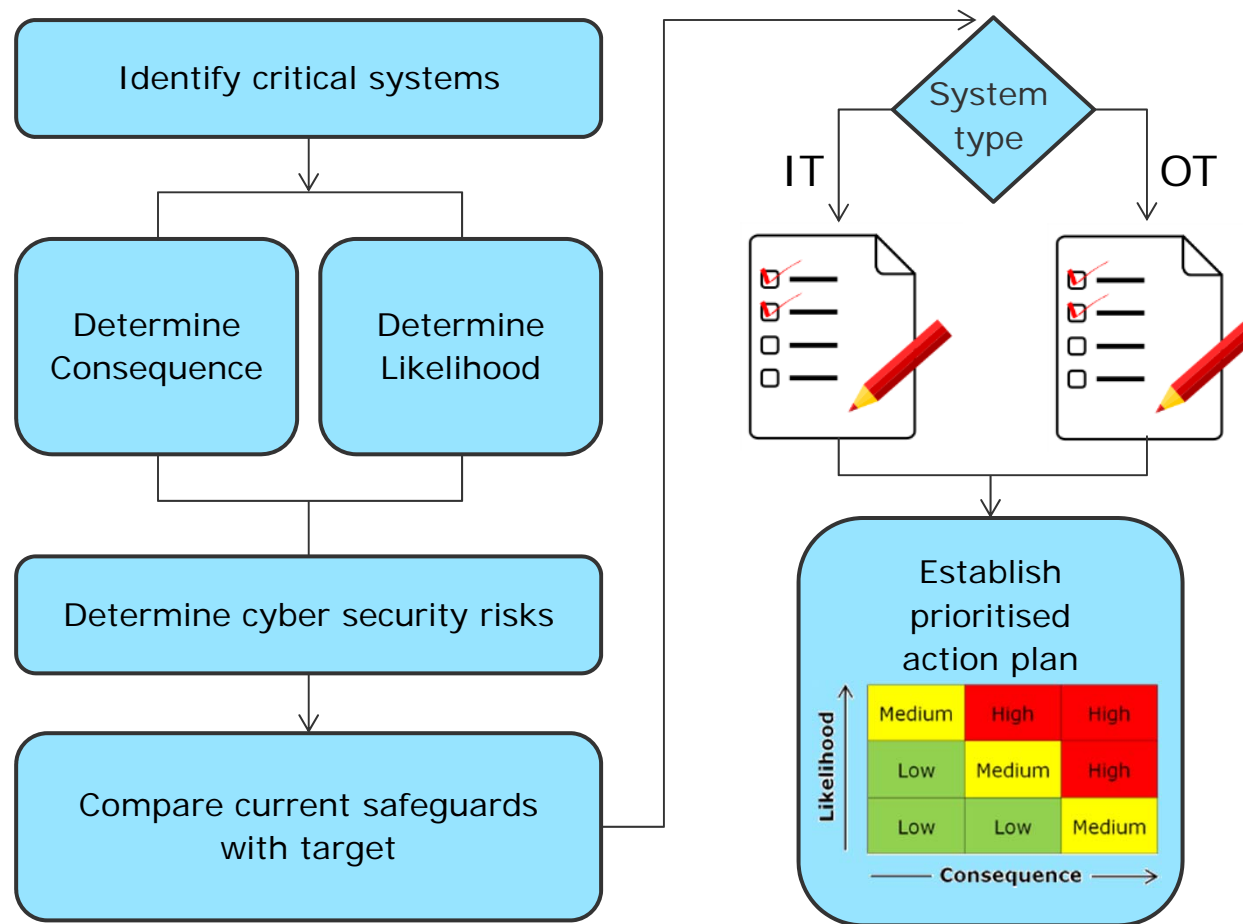 Identify critical systems
Determine
Consequence
Determine
Likelihood
Determine cyber security risks
Compare current safeguards
with target
System
type
IT
OT
Establish
prioritised
action plan
Likelihood
Medium High High
Low Medium High
Low Low Medium
Consequence